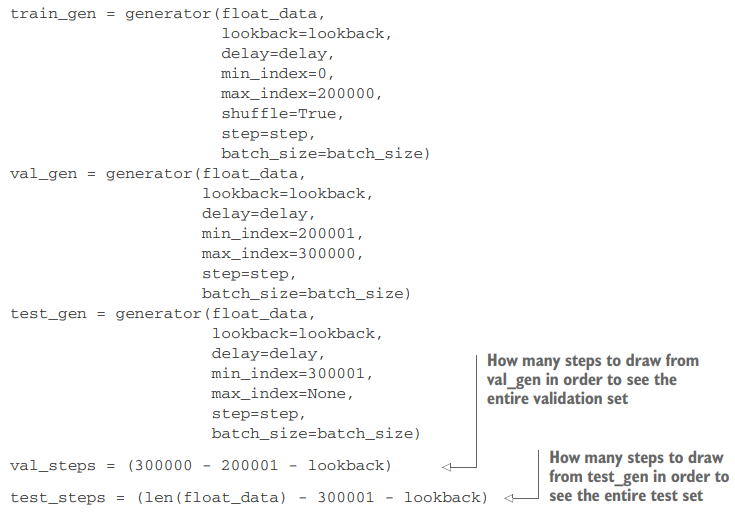 train_gen = generator(float_data,
                      lookback=lookback,
                      delay=delay,
                      min_index=0,
                      max_index=200000,
                      shuffle=True,
                      step=step,
                      batch_size=batch_size)
val_gen = generator(float_data,
                    lookback=lookback,
                    delay=delay,
                    min_index=200001,
                    max_index=300000,
                    step=step,
                    batch_size=batch_size)
test_gen = generator(float_data,
                     lookback=lookback,
                     delay=delay,
                     min_index=300001,
                     max_index=None,
                     step=step,
                     batch_size=batch_size)
How many steps to draw from
val_gen in order to see the
entire validation set
val_steps = (300000 - 200001 - lookback)
How many steps to draw
from test_gen in order to
see the entire test set
test_steps = (len(float_data) - 300001 - lookback)